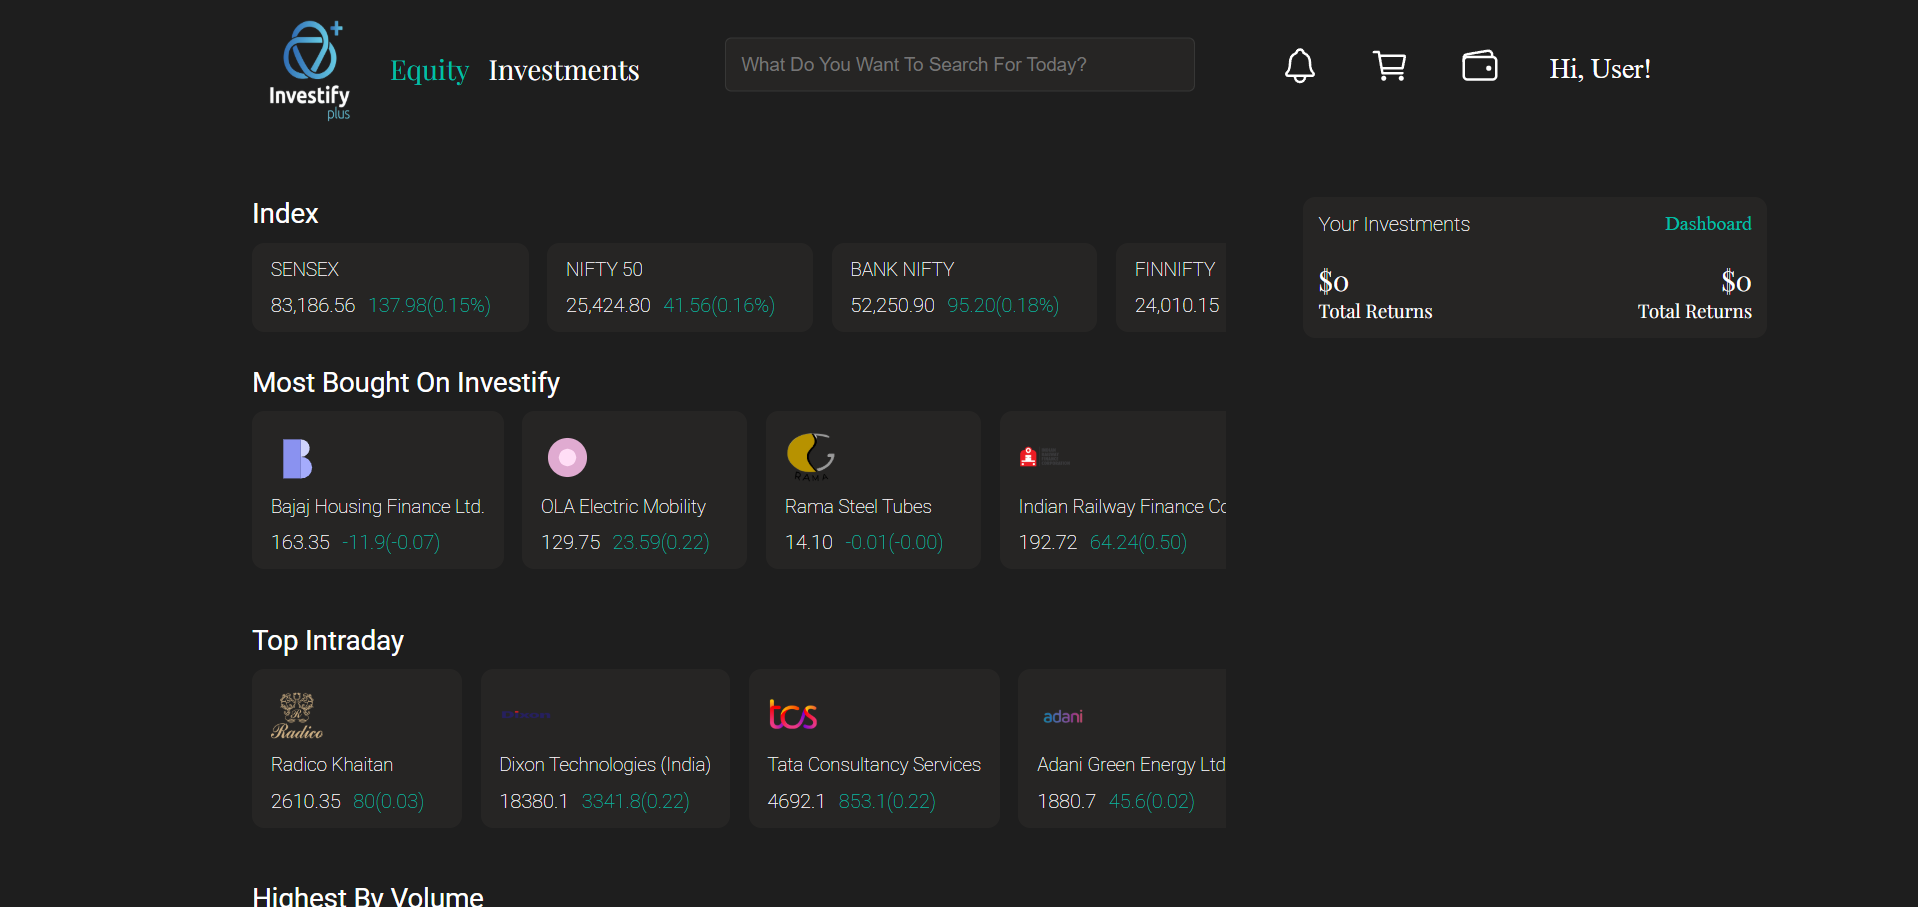 Investify
plus
Equity Investments
What Do You Want To Search For Today?
Hi, User!
Index
SENSEX
83,186.56 137.98(0.15%)
NIFTY 50
25,424.80 41.56(0.16%)
BANK NIFTY
52,250.90 95.20(0.18%)
FINNIFTY
24,010.15
Your Investments
Dashboard
$0
Total Returns
$0
Total Returns
Most Bought On Investify
Bajaj Housing Finance Ltd.
163.35 -11.9(-0.07)
OLA Electric Mobility
129.75 23.59(0.22)
RAMA
Rama Steel Tubes
14.10 -0.01(-0.00)
Indian Railway Finance Co
192.72 64.24(0.50)
Top Intraday
R
Radico
Radico Khaitan
2610.35 80(0.03)
Dixon Technologies (India)
18380.1 3341.8(0.22)
tcs
Tata Consultancy Services
4692.1 853.1(0.22)
adani
Adani Green Energy Ltd
1880.7 45.6(0.02)
Highest By Volume